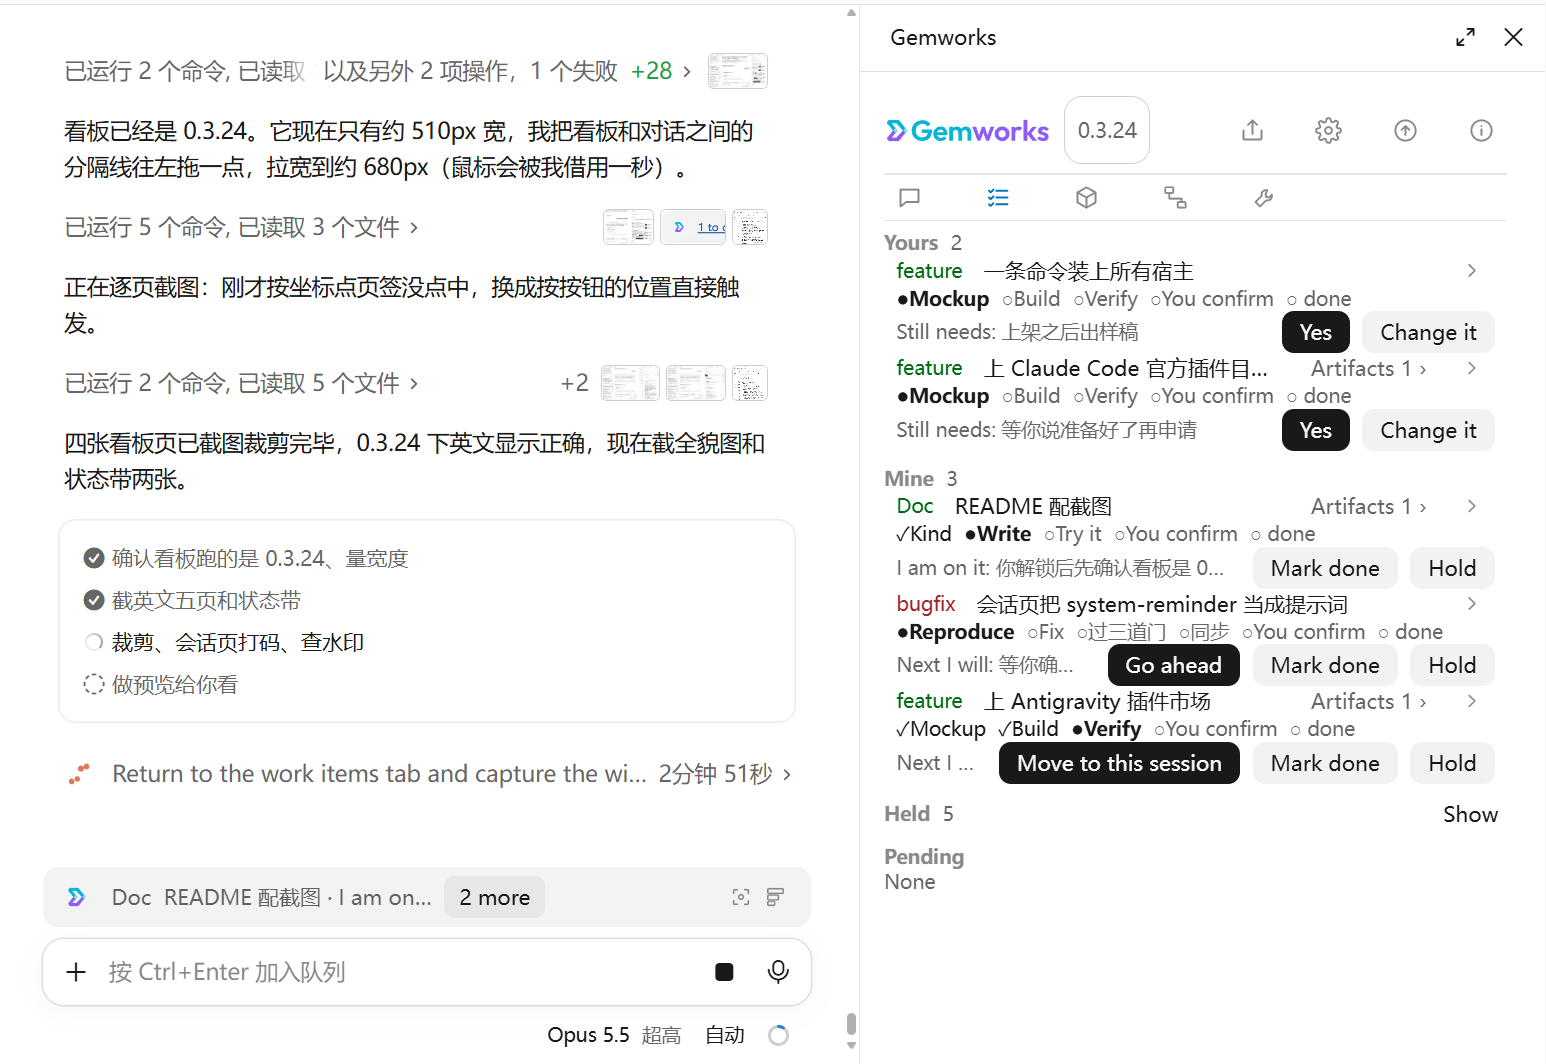 已运行 2 个命令, 已读取 以及另外 2 项操作，1 个失败 +28 ›
看板已经是 0.3.24。它现在只有约 510px 宽，我把看板和对话之间的
分隔线往左拖一点，拉宽到约 680px（鼠标会被我借用一秒）。
已运行 5 个命令, 已读取 3 个文件 ›
1 to
正在逐页截图：刚才按坐标点页签没点中，换成按按钮的位置直接触
发。
已运行 2 个命令, 已读取 5 个文件 › +2
四张看板页已截图裁剪完毕，0.3.24 下英文显示正确，现在截全貌图和
状态带两张。
确认看板跑的是 0.3.24、量宽度
截英文五页和状态带
裁剪、会话页打码、查水印
做预览给你看
Return to the work items tab and capture the wi... 2分钟 51秒 ›
Doc README 配截图 · I am on... 2 more
按 Ctrl+Enter 加入队列
Opus 5.5 超高 自动
Gemworks
Gemworks 0.3.24
Yours 2
feature 一条命令装上所有宿主
●Mockup ○Build ○Verify ○You confirm ○ done
Still needs: 上架之后出样稿 Yes Change it
feature 上 Claude Code 官方插件目... Artifacts 1 ›
●Mockup ○Build ○Verify ○You confirm ○ done
Still needs: 等你说准备好了再申请 Yes Change it
Mine 3
Doc README 配截图 Artifacts 1 ›
✓Kind ●Write ○Try it ○You confirm ○ done
I am on it: 你解锁后先确认看板是 0... Mark done Hold
bugfix 会话页把 system-reminder 当成提示词
●Reproduce ○Fix ○过三道门 ○同步 ○You confirm ○ done
Next I will: 等你确... Go ahead Mark done Hold
feature 上 Antigravity 插件市场 Artifacts 1 ›
✓Mockup ✓Build ●Verify ○You confirm ○ done
Next I ... Move to this session Mark done Hold
Held 5 Show
Pending
None